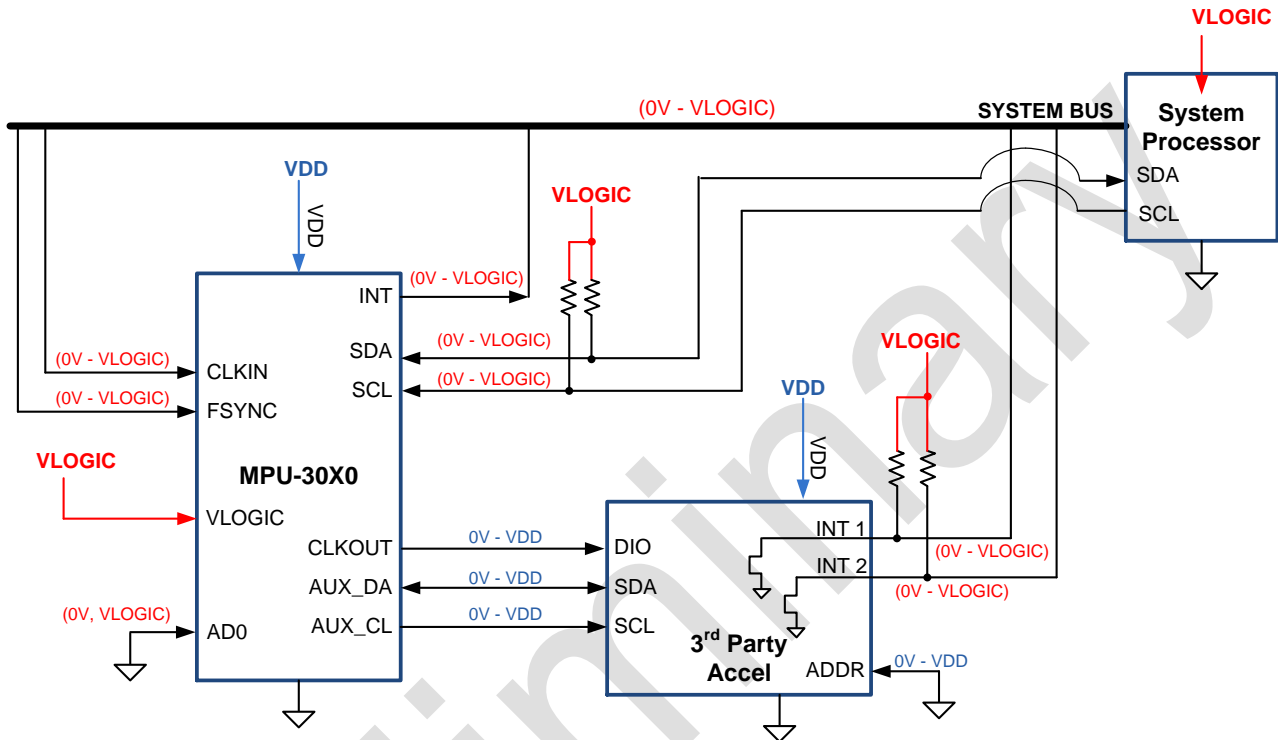 VLOGIC
(0V - VLOGIC)
SYSTEM BUS
System
Processor
SDA
SCL
VDD
VDD
VLOGIC
(0V - VLOGIC)
INT
(0V - VLOGIC)
SDA
(0V - VLOGIC)
SCL
(0V - VLOGIC)
CLKIN
(0V - VLOGIC)
FSYNC
VLOGIC
MPU-30X0
VLOGIC
VLOGIC
VDD
VDD
CLKOUT
0V - VDD
DIO
INT 1
(0V - VLOGIC)
AUX_DA
0V - VDD
SDA
INT 2
(0V - VLOGIC)
AUX_CL
0V - VDD
SCL
(0V, VLOGIC)
AD0
3rd Party
Accel
ADDR
0V - VDD